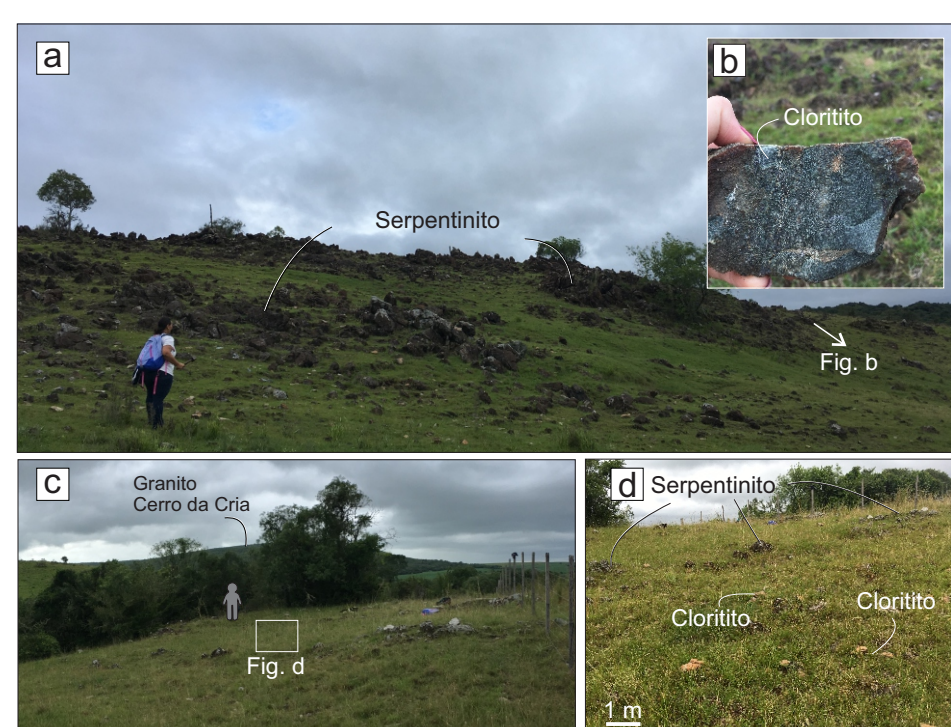 a
b
Cloritito
Serpentinito
Fig. b
c
Granito
Cerro da Cria
Fig. d
d
Serpentinito
Cloritito
Cloritito
1 m